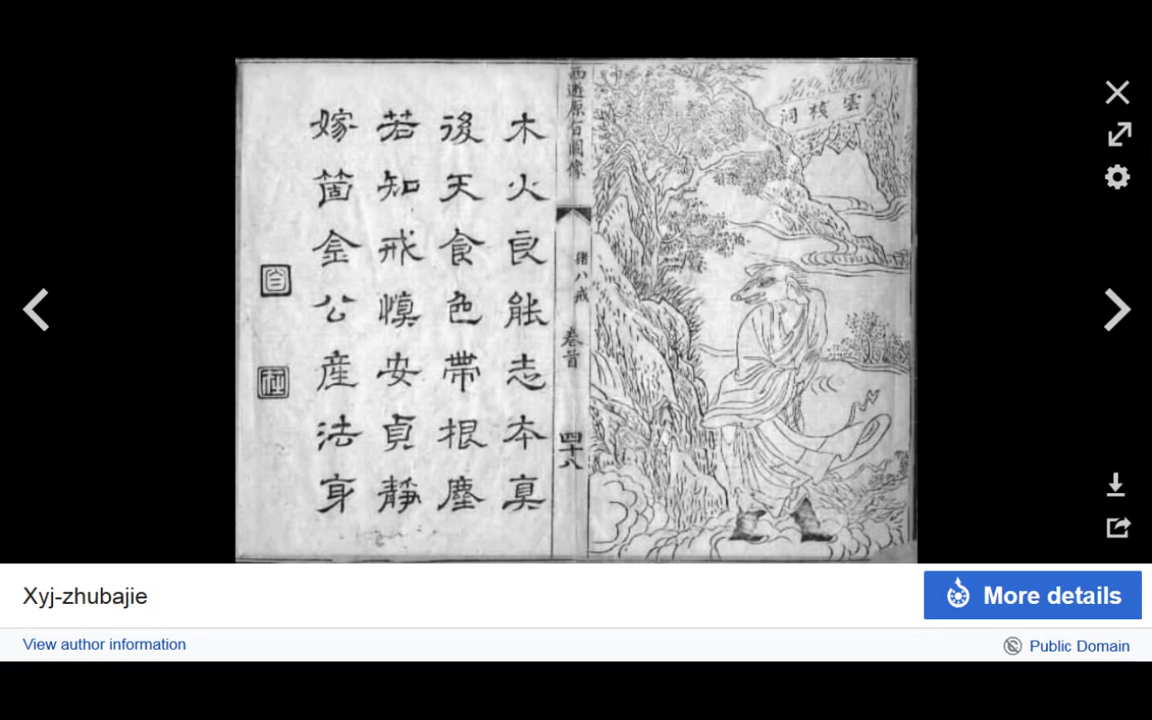 雲棧洞
西遊原旨圖像
豬八戒
卷首
四十八
木火良能志本真
後天食色帶根塵
若知戒慎安貞靜
嫁箇金公產法身
Xyj-zhubajie
More details
View author information
Public Domain